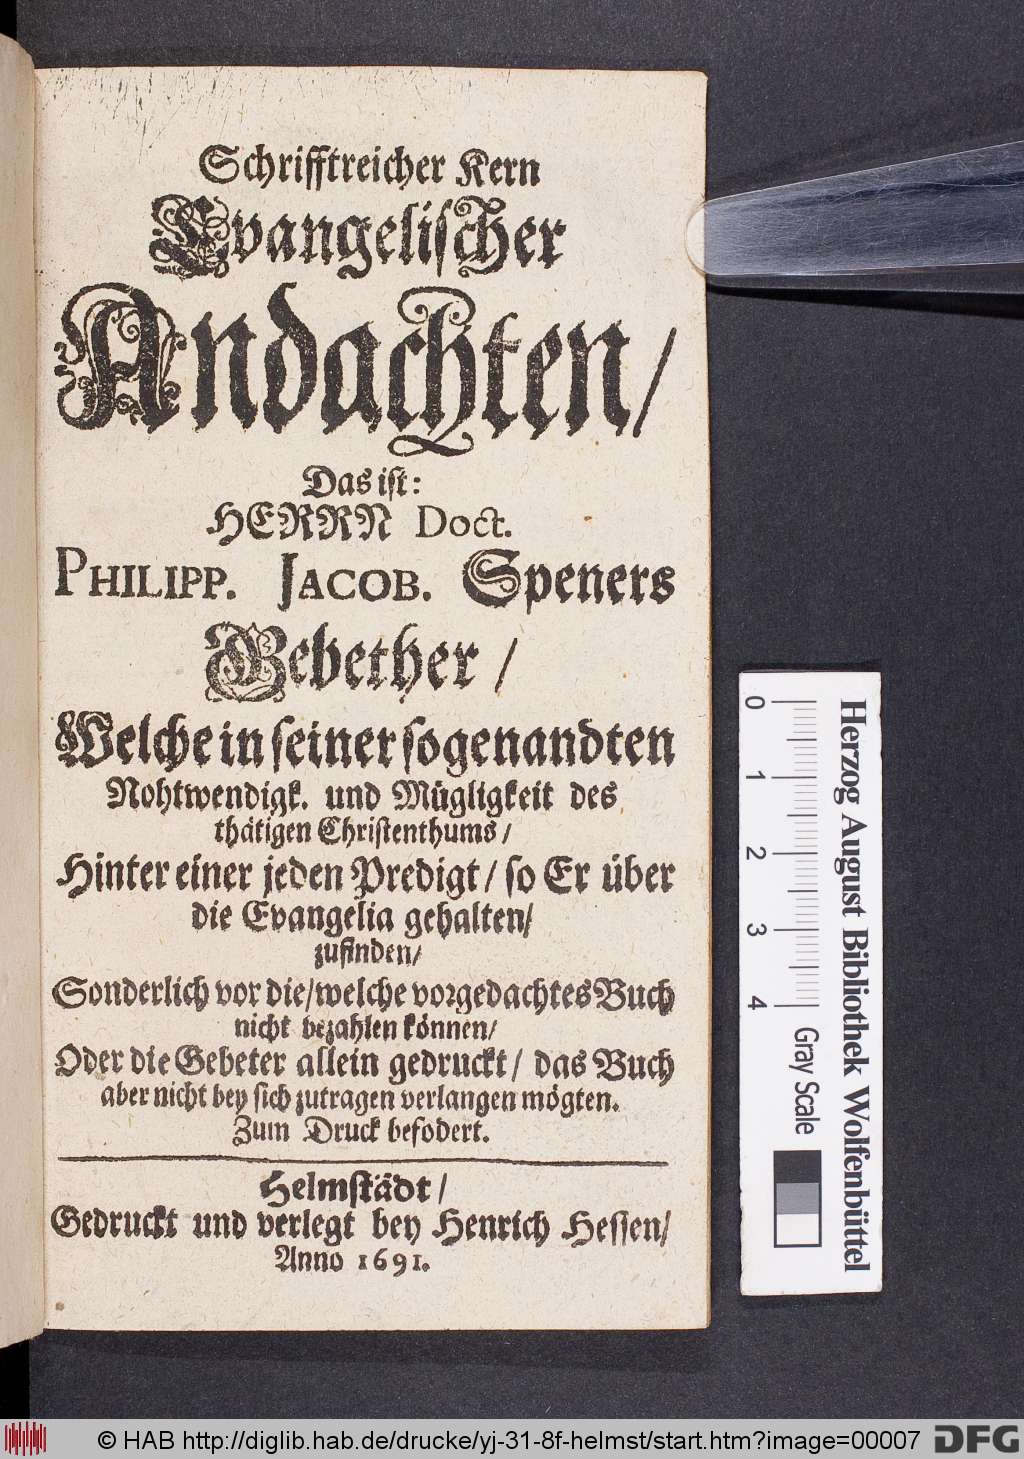 Schrifftreicher Kern
Evangelischer
Andachten/
Das ist:
HERRN Doct.
PHILIPP. JACOB. Speners
Gebether/
Welche in seiner sogenandten
Nohtwendigk. und Mügligkeit des
thätigen Christenthums/
Hinter einer jeden Predigt/ so Er über
die Evangelia gehalten/
zufinden/
Sonderlich vor die/welche vorgedachtes Buch
nicht bezahlen können/
Oder die Gebeter allein gedruckt/ das Buch
aber nicht bey sich zutragen verlangen mögten.
Zum Druck befodert.
Helmstädt/
Gedruckt und verlegt bey Henrich Hessen/
Anno 1691.
0 1 2 3 4
Gray Scale
Herzog August Bibliothek Wolfenbüttel
© HAB http://diglib.hab.de/drucke/yj-31-8f-helmst/start.htm?image=00007
DFG